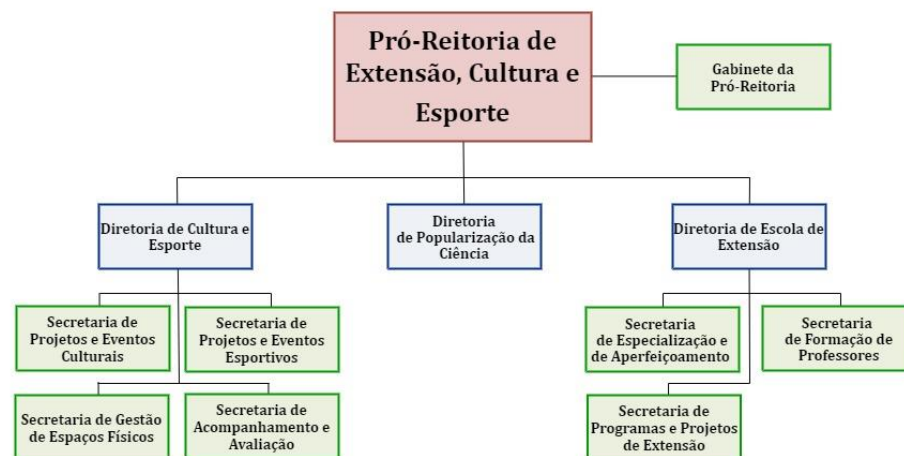 Pró-Reitoria de
Extensão, Cultura e
Esporte
Gabinete da
Pró-Reitoria
Diretoria de Cultura e
Esporte
Diretoria
de Popularização da
Ciência
Diretoria de Escola de
Extensão
Secretaria de
Projetos e Eventos
Culturais
Secretaria de
Projetos e Eventos
Esportivos
Secretaria
de Especialização e
de Aperfeiçoamento
Secretaria
de Formação de
Professores
Secretaria de Gestão
de Espaços Físicos
Secretaria de
Acompanhamento e
Avaliação
Secretaria de
Programas e Projetos
de Extensão